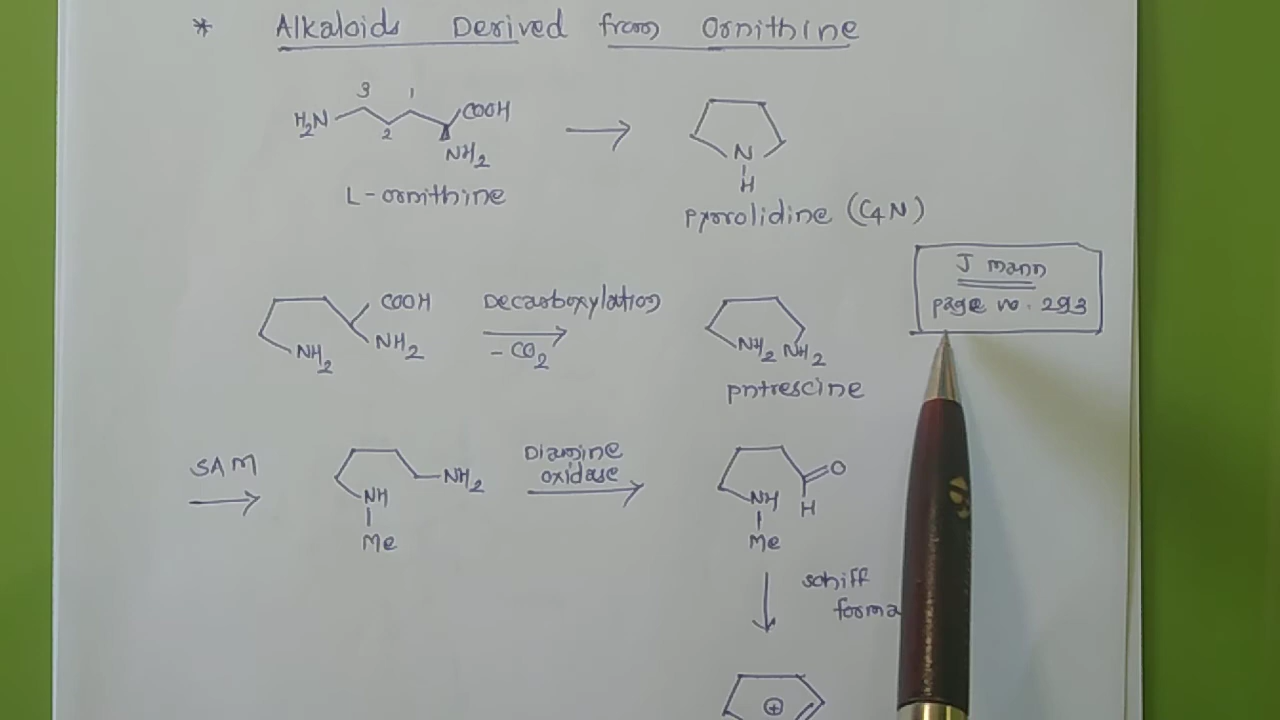 * Alkaloids Derived from Ornithine
3 1
H2N 2 COOH
NH2
N
H
L-ornithine
Pyrrolidine (C4N)
J mann
page no. 293
COOH
NH2
NH2
Decarboxylation
- CO2
NH2 NH2
putrescine
SAM
NH
Me
NH2
Diamine
oxidase
O
H
NH
Me
schiff
forma
+